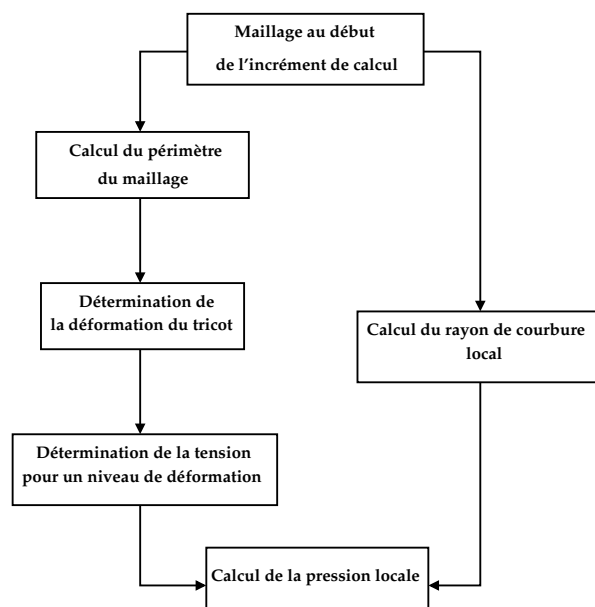 Maillage au début
de l'incrément de calcul
Calcul du périmètre
du maillage
Détermination de
la déformation du tricot
Calcul du rayon de courbure
local
Détermination de la tension
pour un niveau de déformation
Calcul de la pression locale